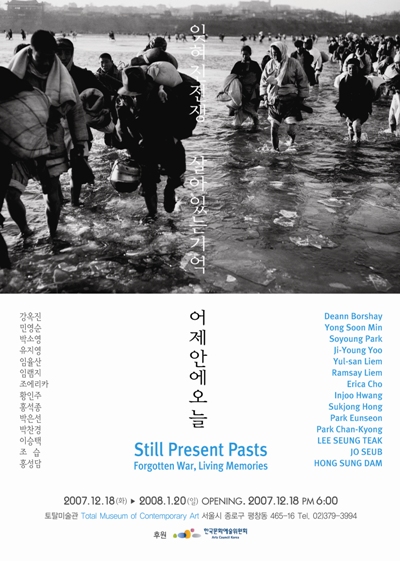 잊혀진전쟁 살아있는기억
어제안에오늘
강옥진
민영순
박소영
유지영
임율산
임램지
조에리카
황인주
홍석종
박은선
박찬경
이승택
조 습
홍성담
Still Present Pasts
Forgotten War, Living Memories
Deann Borshay
Yong Soon Min
Soyoung Park
Ji-Young Yoo
Yul-san Liem
Ramsay Liem
Erica Cho
Injoo Hwang
Sukjong Hong
Park Eunseon
Park Chan-Kyong
LEE SEUNG TEAK
JO SEUB
HONG SUNG DAM
2007.12.18(화) ▶ 2008.1.20(일) OPENING. 2007.12.18 PM 6:00
토탈미술관 Total Museum of Contemporary Art 서울시 종로구 평창동 465-16 Tel, 02)379-3994
후원 한국문화예술위원회
Arts Council Korea